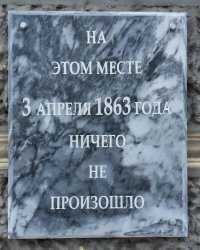 НА
ЭТОМ МЕСТЕ
3 АПРЕЛЯ 1863 ГОДА
НИЧЕГО
НЕ
ПРОИЗОШЛО